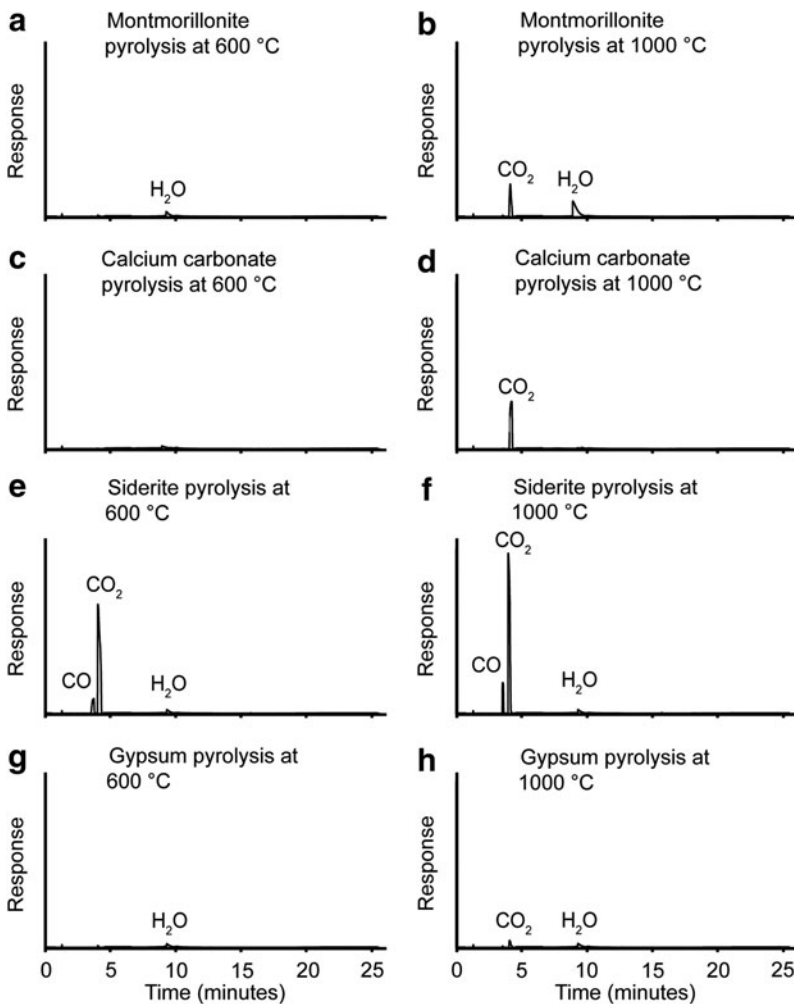 a
Montmorillonite
pyrolysis at 600 °C
Response
H₂O
b
Montmorillonite
pyrolysis at 1000 °C
Response
CO₂
H₂O
c
Calcium carbonate
pyrolysis at 600 °C
Response
d
Calcium carbonate
pyrolysis at 1000 °C
Response
CO₂
e
Siderite pyrolysis at
600 °C
Response
CO
CO₂
H₂O
f
Siderite pyrolysis at
1000 °C
Response
CO₂
CO
H₂O
g
Gypsum pyrolysis at
600 °C
Response
H₂O
0 5 10 15 20 25
Time (minutes)
h
Gypsum pyrolysis at
1000 °C
Response
CO₂
H₂O
0 5 10 15 20 25
Time (minutes)